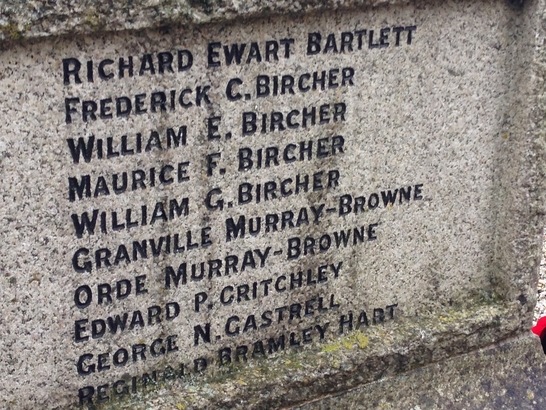 RICHARD EWART BARTLETT
FREDERICK C. BIRCHER
WILLIAM E. BIRCHER
MAURICE F. BIRCHER
WILLIAM G. BIRCHER
GRANVILLE MURRAY-BROWNE
ORDE MURRAY-BROWNE
EDWARD P. CRITCHLEY
GEORGE N. GASTRELL
REGINALD BRAMLEY HART